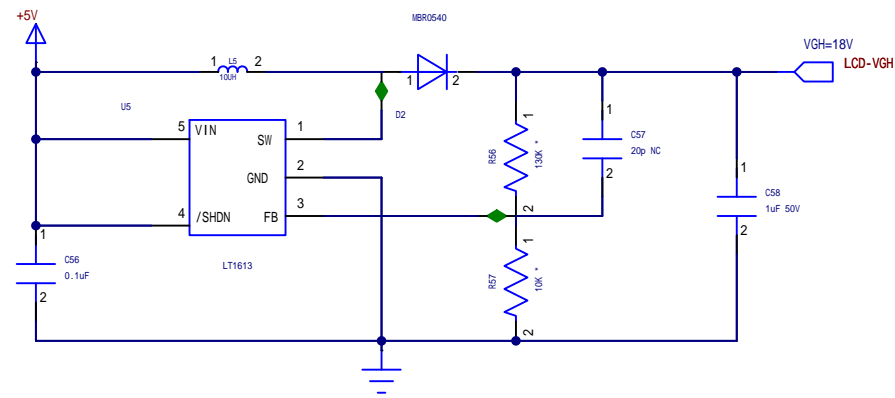 +5V
MBR0540
VGH=18V
LCD-VGH
1
L5
2
10UH
1
2
D2
U5
5
VIN
SW
1
GND
2
4
/SHDN
FB
3
LT1613
1
R56
130K *
2
1
C57
20p NC
2
1
R57
10K *
2
1
C58
1uF 50V
2
1
C56
0.1uF
2